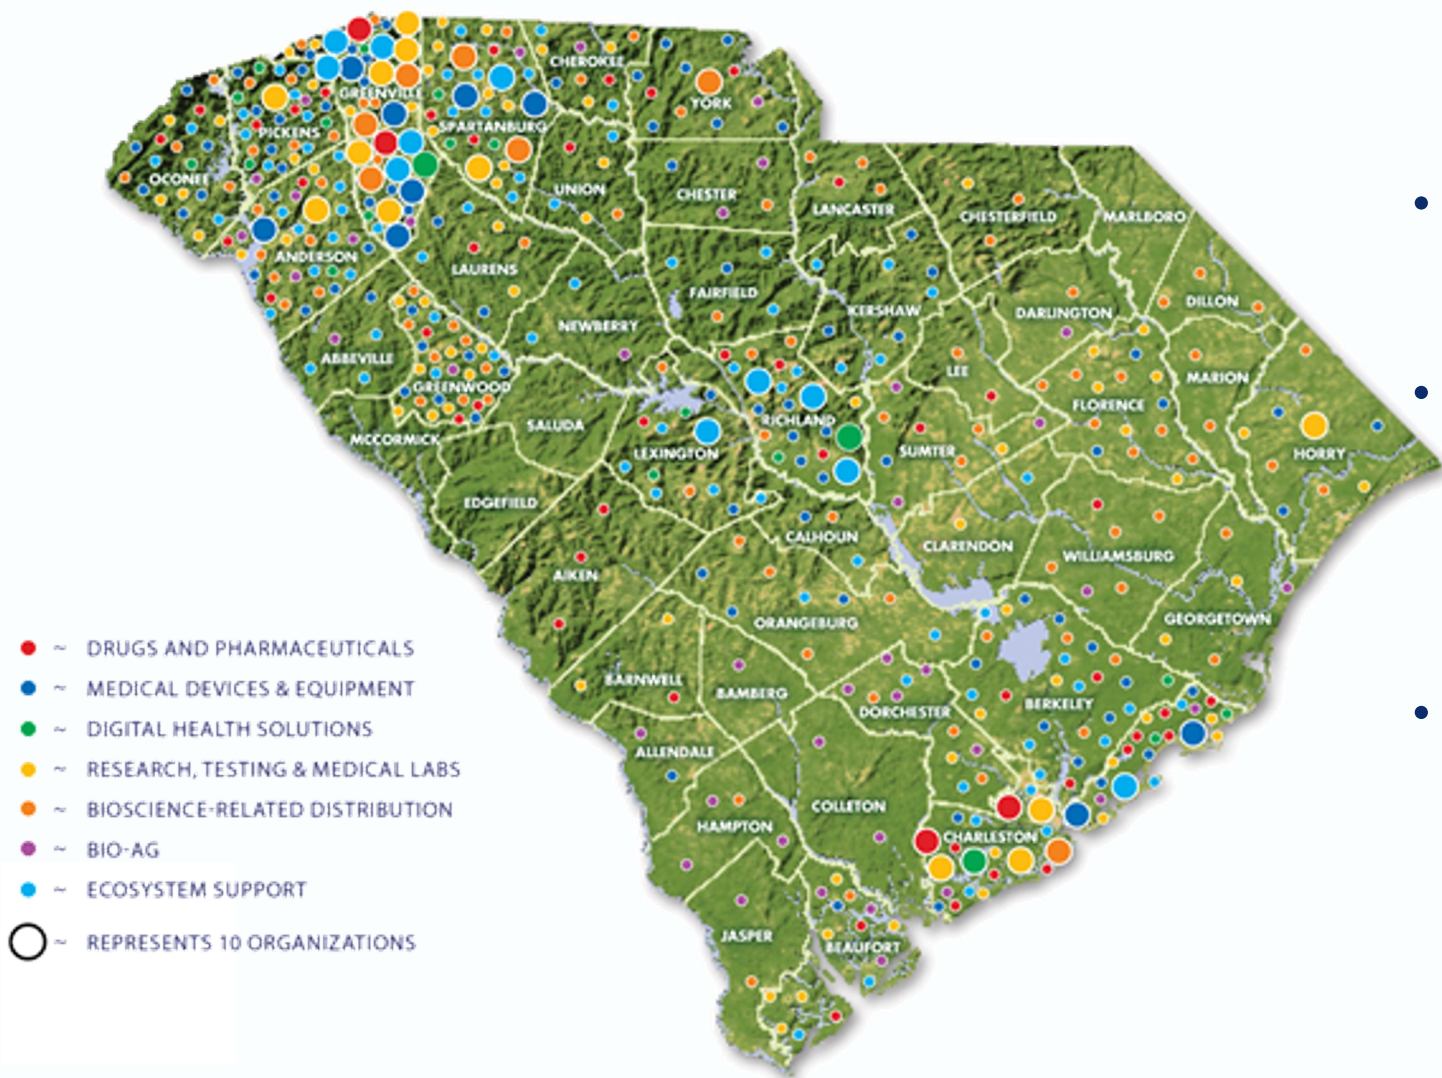 CHEROKEE
YORK
GREENVILLE
SPARTANBURG
PICKENS
OCONEE
UNION
CHESTER
LANCASTER
CHESTERFIELD
MARLBORO
ANDERSON
LAURENS
FAIRFIELD
KERSHAW
DARLINGTON
DILLON
NEWBERRY
ABBEVILLE
LEE
MARION
GREENWOOD
FLORENCE
SALUDA
RICHLAND
MCCORMICK
LEXINGTON
SUMTER
HORRY
EDGEFIELD
CALHOUN
CLARENDON
WILLIAMSBURG
AIKEN
ORANGEBURG
GEORGETOWN
BARNWELL
BAMBERG
DORCHESTER
BERKELEY
ALLENDALE
COLLETON
HAMPTON
CHARLESTON
JASPER
BEAUFORT
~ DRUGS AND PHARMACEUTICALS
~ MEDICAL DEVICES & EQUIPMENT
~ DIGITAL HEALTH SOLUTIONS
~ RESEARCH, TESTING & MEDICAL LABS
~ BIOSCIENCE-RELATED DISTRIBUTION
~ BIO-AG
~ ECOSYSTEM SUPPORT
~ REPRESENTS 10 ORGANIZATIONS